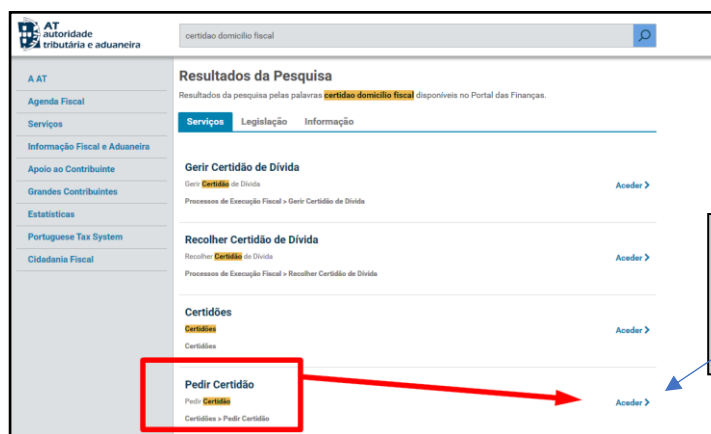 AT
autoridade
tributária e aduaneira
certidao domicilio fiscal
A AT
Agenda Fiscal
Serviços
Informação Fiscal e Aduaneira
Apoio ao Contribuinte
Grandes Contribuintes
Estatísticas
Portuguese Tax System
Cidadania Fiscal
Resultados da Pesquisa
Resultados da pesquisa pelas palavras certidao domicilio fiscal disponíveis no Portal das Finanças.
Serviços Legislação Informação
Gerir Certidão de Dívida
Gerir Certidão de Dívida
Processos de Execução Fiscal > Gerir Certidão de Dívida
Aceder >
Recolher Certidão de Dívida
Recolher Certidão de Dívida
Processos de Execução Fiscal > Recolher Certidão de Dívida
Aceder >
Certidões
Certidões
Certidões
Aceder >
Pedir Certidão
Pedir Certidão
Certidões > Pedir Certidão
Aceder >